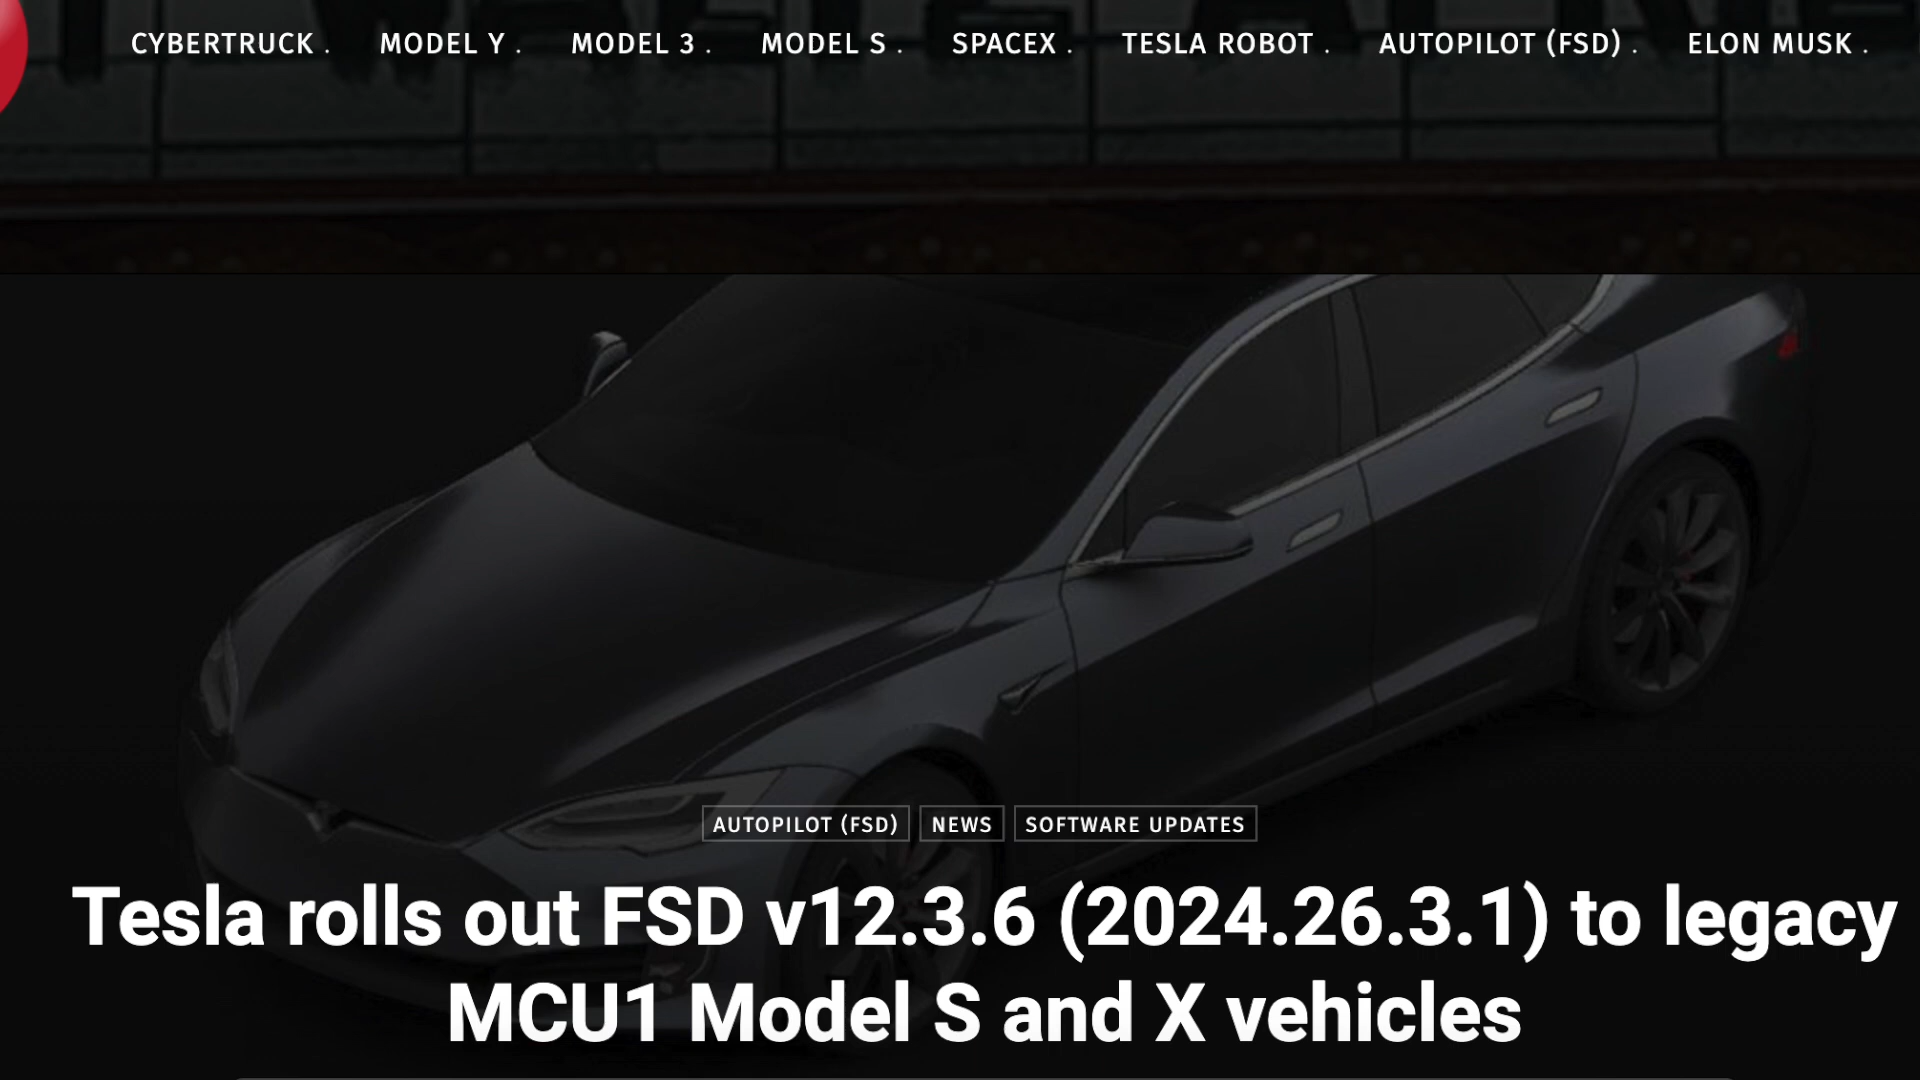 CYBERTRUCK . MODEL Y . MODEL 3 . MODEL S . SPACEX . TESLA ROBOT . AUTOPILOT (FSD) . ELON MUSK .
AUTOPILOT (FSD) NEWS SOFTWARE UPDATES
Tesla rolls out FSD v12.3.6 (2024.26.3.1) to legacy
MCU1 Model S and X vehicles